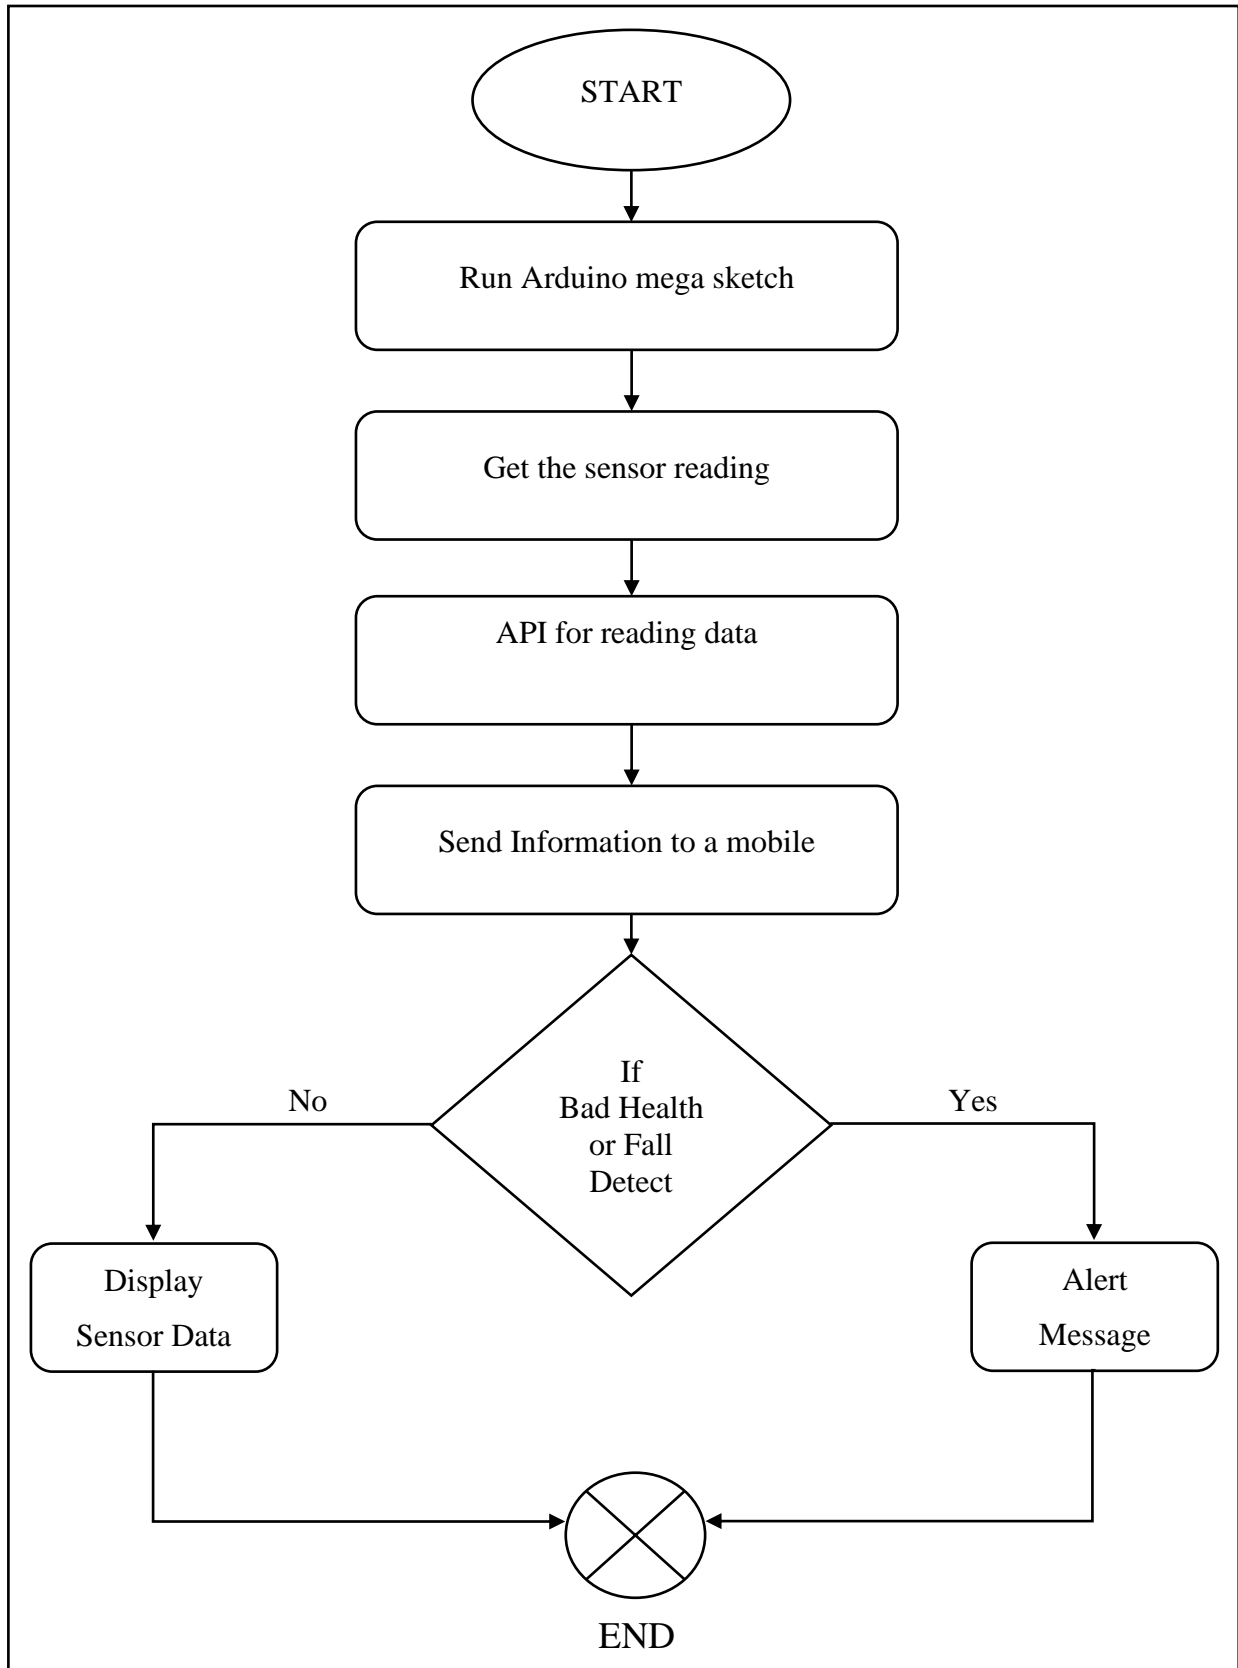 START
Run Arduino mega sketch
Get the sensor reading
API for reading data
Send Information to a mobile
If
Bad Health
or Fall
Detect
No
Yes
Display
Sensor Data
Alert
Message
END